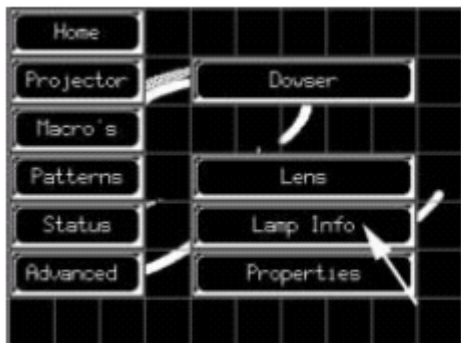 Home
Projector
Dowser
Macro's
Patterns
Lens
Status
Lamp Info
Advanced
Properties